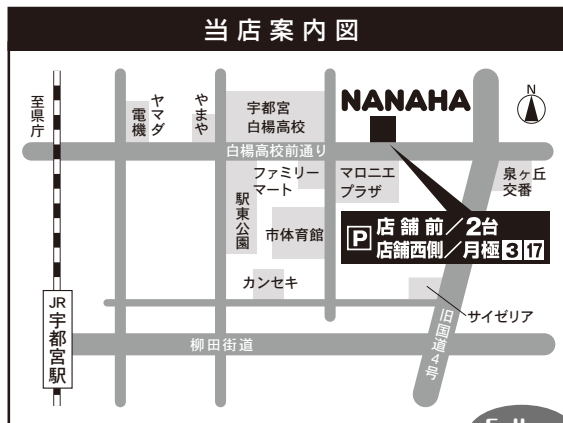 当店案内図
至県庁
ヤマダ
電機
やまや
宇都宮
白楊高校
NANAHA
N
白楊高校前通り
ファミリー
マート
マロニエ
プラザ
泉ヶ丘
交番
駅東公園
市体育館
P 店舗前／2台
店舗西側／月極 3 17
カンセキ
サイゼリア
JR
宇都宮駅
柳田街道
旧国道4号